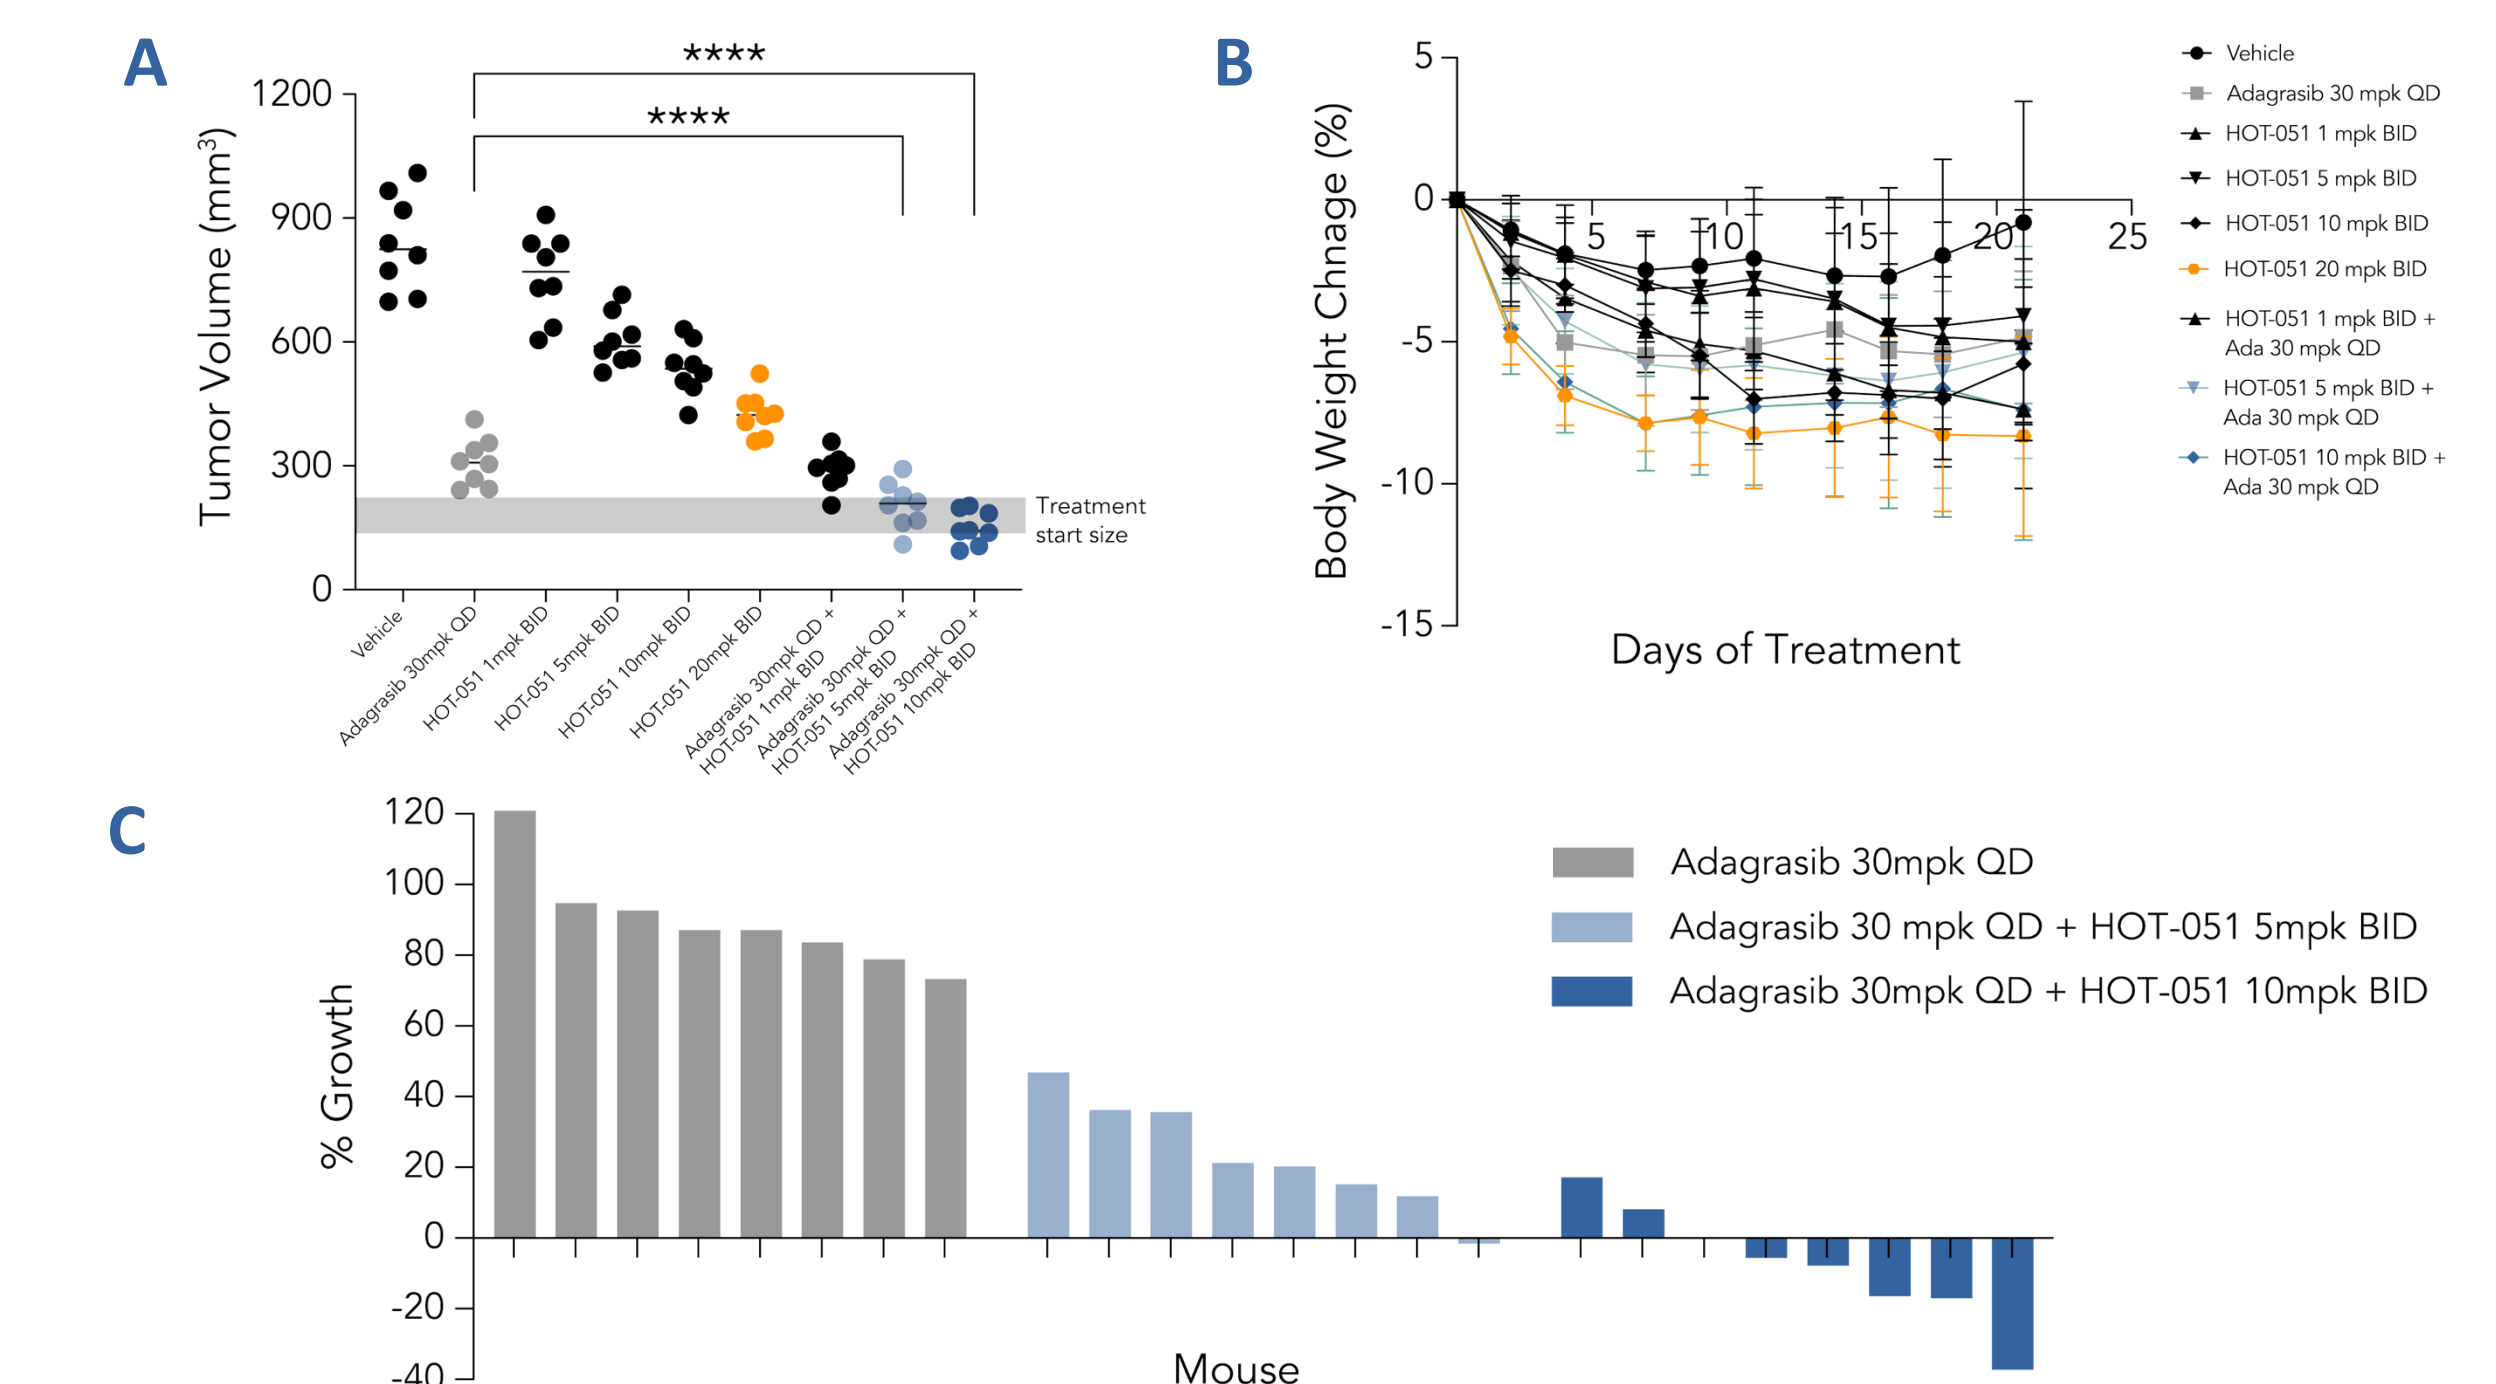 A
****
****
1200
900
600
300
0
Tumor Volume (mm³)
Treatment
start size
Vehicle
Adagrasib 30mpk QD
HOT-051 1mpk BID
HOT-051 5mpk BID
HOT-051 10mpk BID
HOT-051 20mpk BID
Adagrasib 30mpk QD +
HOT-051 1mpk BID
Adagrasib 30mpk QD +
HOT-051 5mpk BID
Adagrasib 30mpk QD +
HOT-051 10mpk BID
B
5
0
-5
-10
-15
Body Weight Chnage (%)
5
10
15
20
25
Days of Treatment
Vehicle
Adagrasib 30 mpk QD
HOT-051 1 mpk BID
HOT-051 5 mpk BID
HOT-051 10 mpk BID
HOT-051 20 mpk BID
HOT-051 1 mpk BID +
Ada 30 mpk QD
HOT-051 5 mpk BID +
Ada 30 mpk QD
HOT-051 10 mpk BID +
Ada 30 mpk QD
C
120
100
80
60
40
20
0
-20
-40
% Growth
Mouse
Adagrasib 30mpk QD
Adagrasib 30 mpk QD + HOT-051 5mpk BID
Adagrasib 30mpk QD + HOT-051 10mpk BID